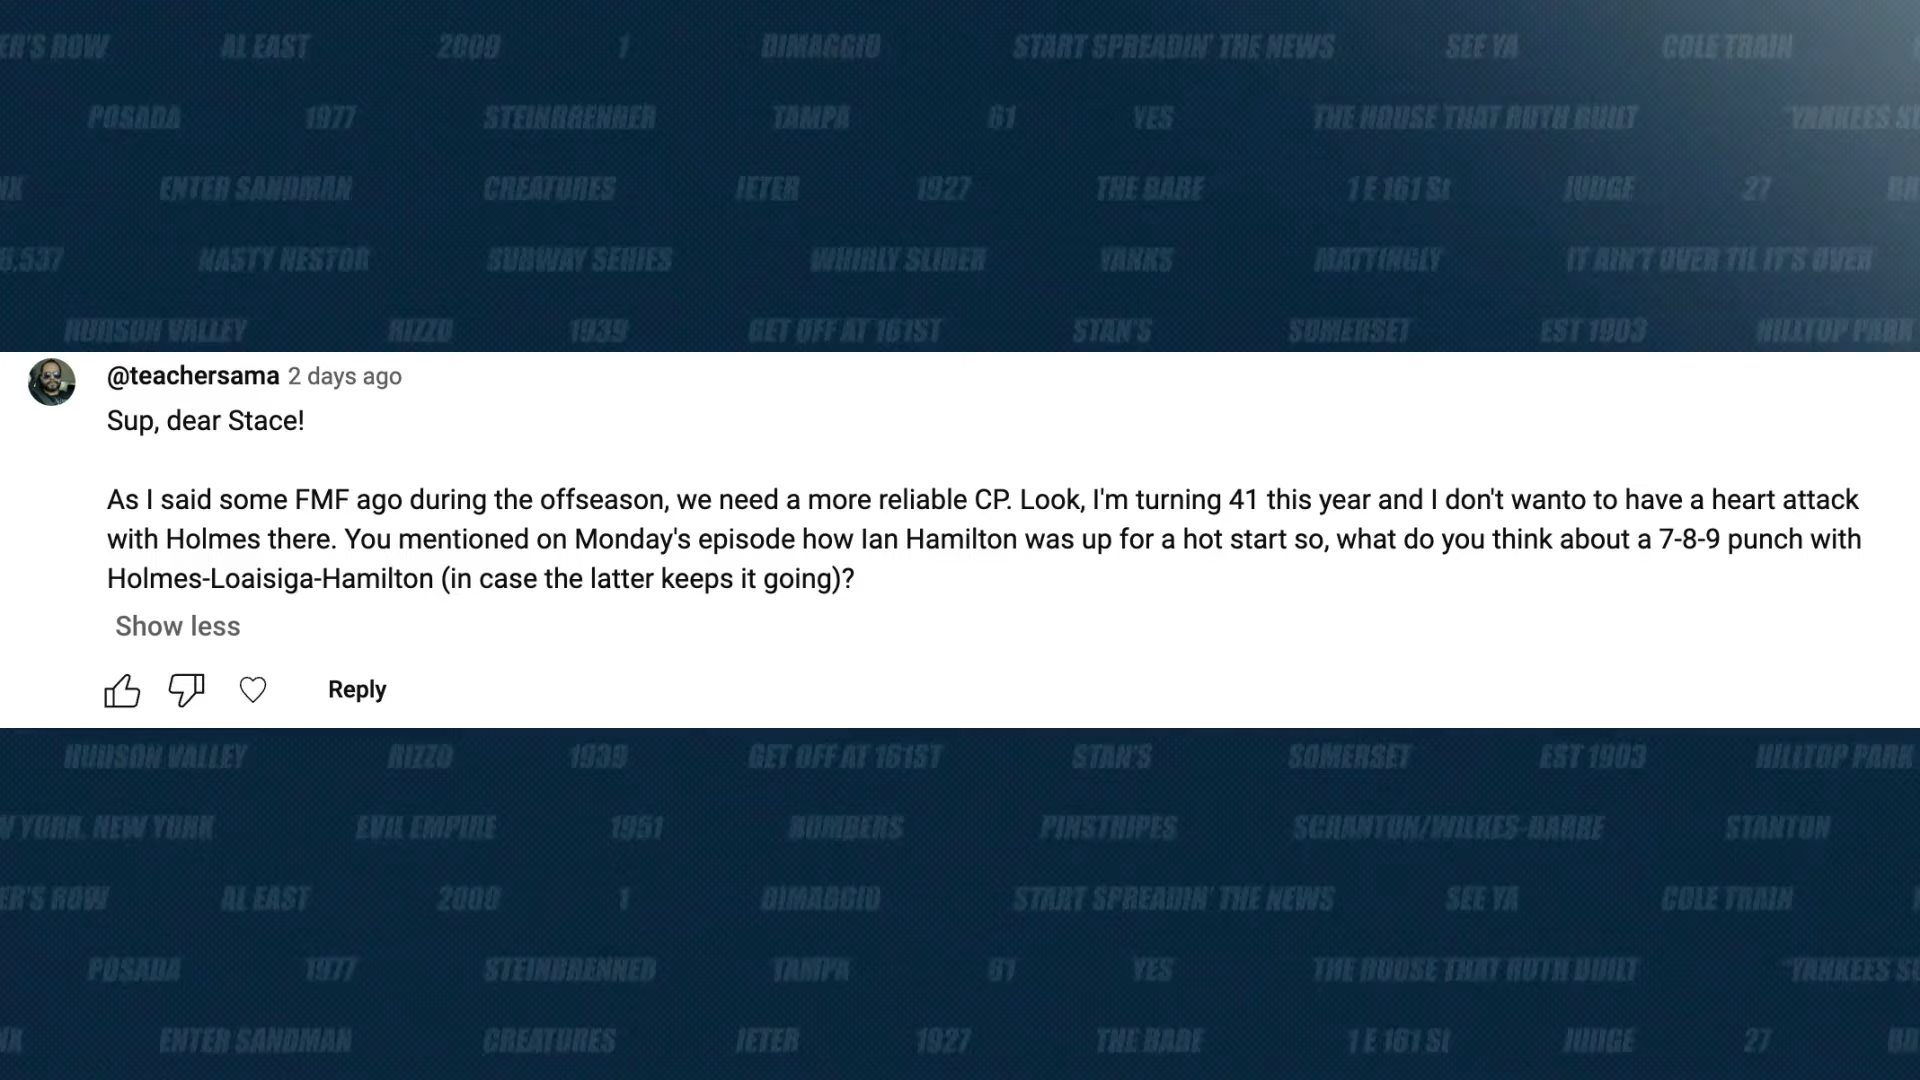 ER'S ROW AL EAST 2009 1 DIMAGGIO START SPREADIN' THE NEWS SEE YA COLE TRAIN
POSADA 1977 STEINBRENNER TAMPA 61 YES THE HOUSE THAT RUTH BUILT YANKEES
ENTER SANDMAN CREATURES JETER 1927 THE BABE 1 E 161 St JUDGE 27
6,537 NASTY NESTOR SUBWAY SERIES WHIRLY SLIDER YANKS MATTINGLY IT AIN'T OVER TIL IT'S OVER
HUDSON VALLEY RIZZO 1939 GET OFF AT 161ST STAN'S SOMERSET EST 1903 HILLTOP PARK
@teachersama 2 days ago
Sup, dear Stace!
As I said some FMF ago during the offseason, we need a more reliable CP. Look, I'm turning 41 this year and I don't wanto to have a heart attack
with Holmes there. You mentioned on Monday's episode how Ian Hamilton was up for a hot start so, what do you think about a 7-8-9 punch with
Holmes-Loaisiga-Hamilton (in case the latter keeps it going)?
Show less
Reply
HUDSON VALLEY RIZZO 1939 GET OFF AT 161ST STAN'S SOMERSET EST 1903 HILLTOP PARK
YORK, NEW YORK EVIL EMPIRE 1951 BOMBERS PINSTRIPES SCRANTON/WILKES-BARRE STANTON
ER'S ROW AL EAST 2009 1 DIMAGGIO START SPREADIN' THE NEWS SEE YA COLE TRAIN
POSADA 1977 STEINBRENNER TAMPA 61 YES THE HOUSE THAT RUTH BUILT YANKEES
ENTER SANDMAN CREATURES JETER 1927 THE BABE 1 E 161 St JUDGE 27